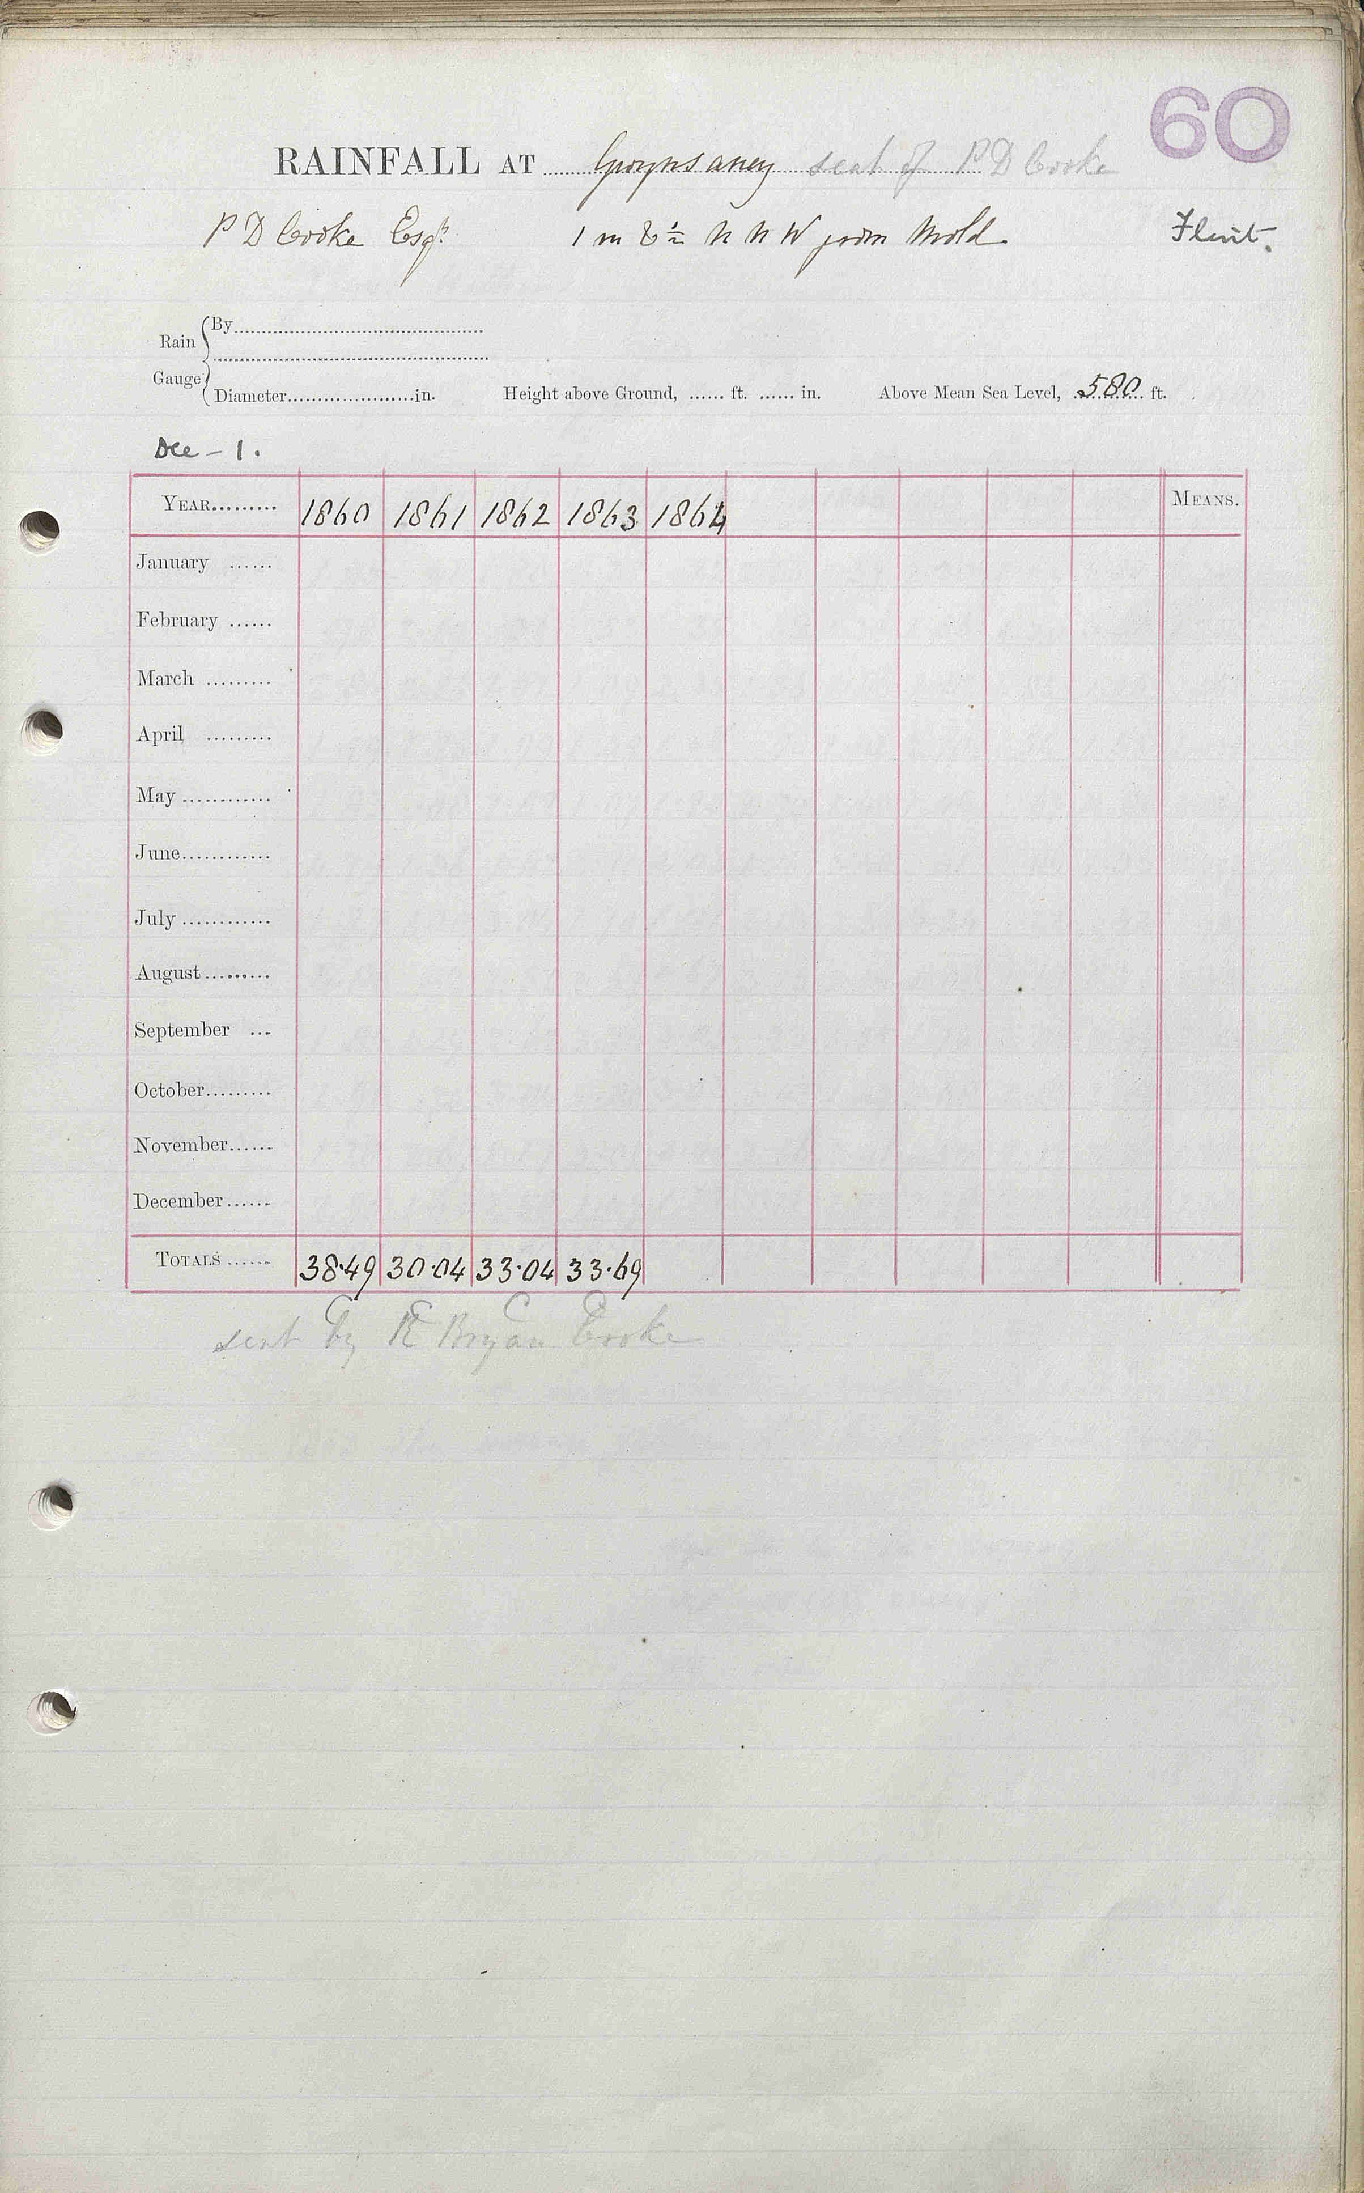 60
RAINFALL AT Gwynsaney seat of P D Cooke
P D Cooke Esqr. 1 m & ½ N N W from Mold Flint.
Rain Gauge { By
Diameter in. Height above Ground, ...... ft. ...... in. Above Mean Sea Level, 580 ft.
Dec - 1.
YEAR......... 1860 1861 1862 1863 1864 MEANS.
January ......
February ......
March .........
April .........
May ............
June............
July ............
August.........
September ...
October.........
November......
December......
TOTALS ...... 38.49 30.04 33.04 33.69
sent by R Bryan Cooke